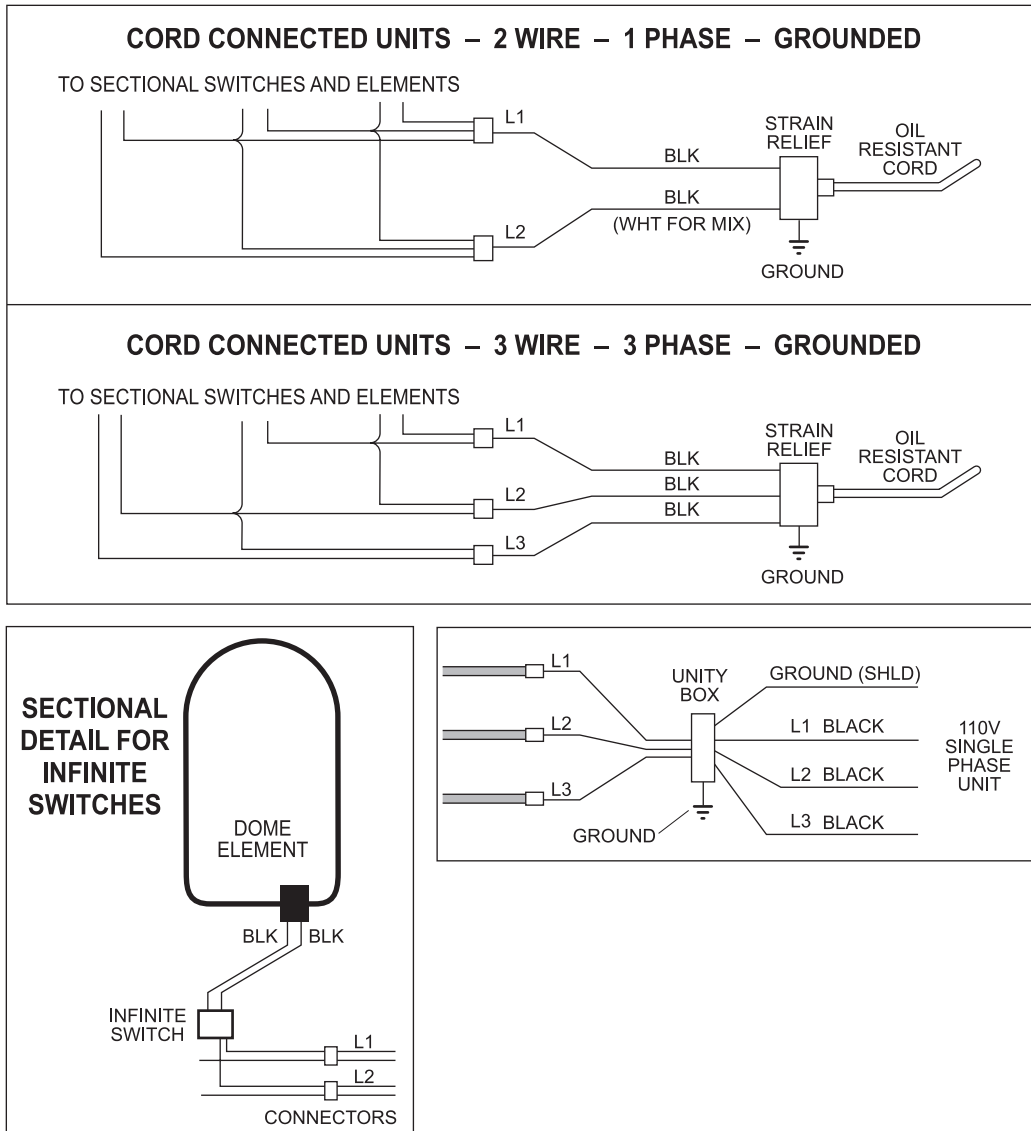 CORD CONNECTED UNITS – 2 WIRE – 1 PHASE – GROUNDED
TO SECTIONAL SWITCHES AND ELEMENTS
L1
BLK
STRAIN
RELIEF
OIL
RESISTANT
CORD
L2
BLK
(WHT FOR MIX)
GROUND
CORD CONNECTED UNITS – 3 WIRE – 3 PHASE – GROUNDED
TO SECTIONAL SWITCHES AND ELEMENTS
L1
BLK
STRAIN
RELIEF
OIL
RESISTANT
CORD
L2
BLK
L3
BLK
GROUND
SECTIONAL
DETAIL FOR
INFINITE
SWITCHES
DOME
ELEMENT
BLK
BLK
INFINITE
SWITCH
L1
L2
CONNECTORS
L1
L2
L3
UNITY
BOX
GROUND
GROUND (SHLD)
L1 BLACK
L2 BLACK
L3 BLACK
110V
SINGLE
PHASE
UNIT